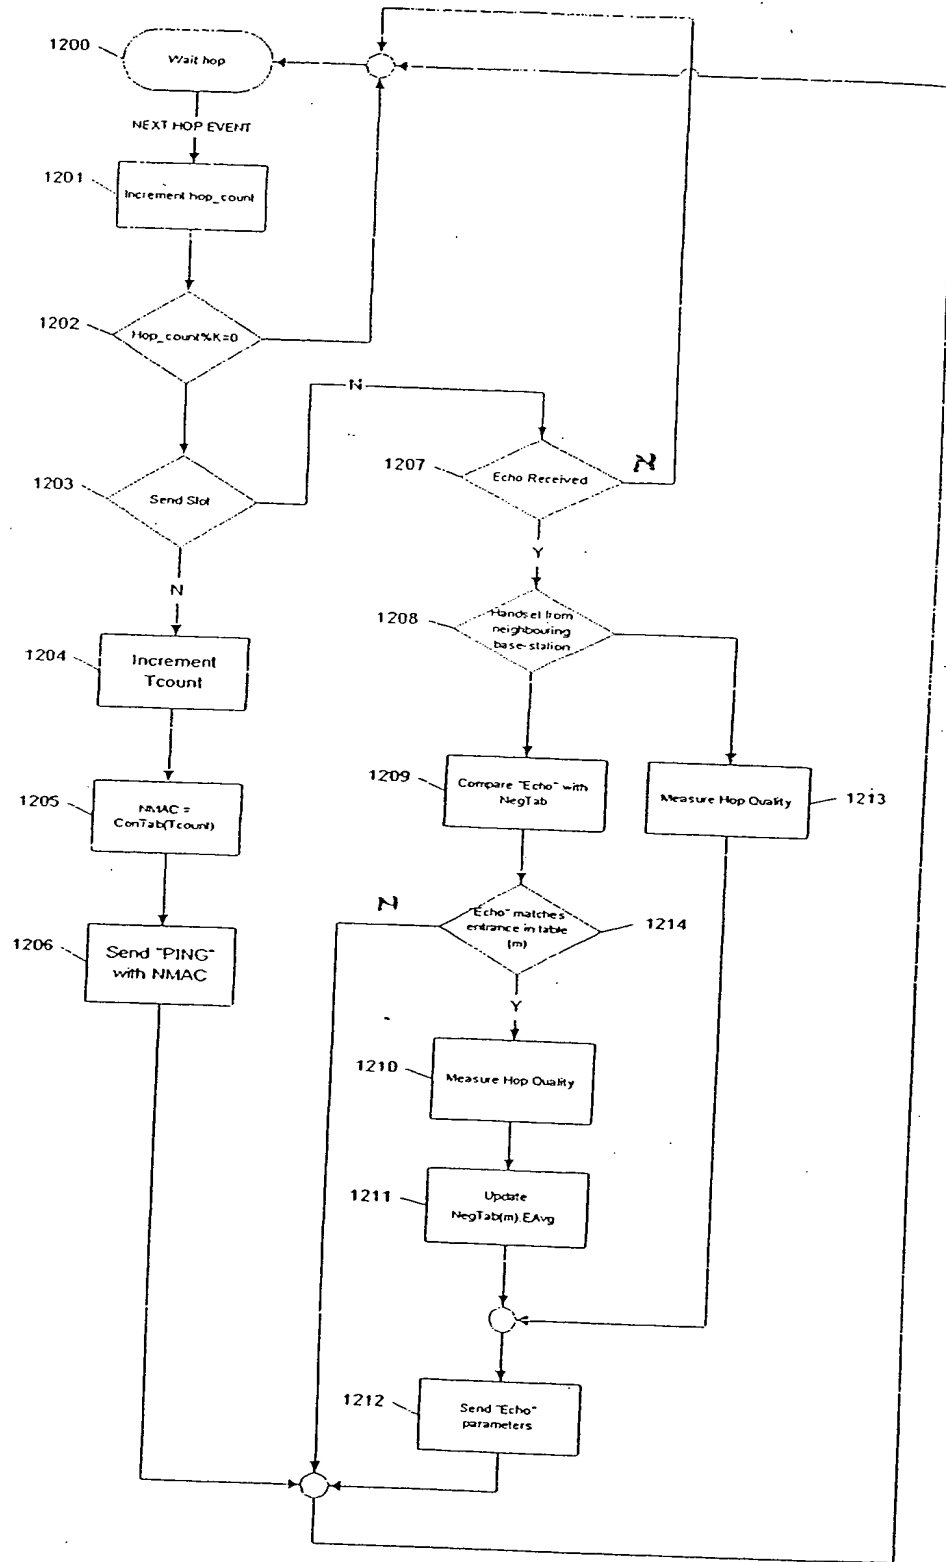 1200
Wait hop
NEXT HOP EVENT
1201
Increment hop_count
1202
Hop_count%K=0
N
1203
Send Slot
1207
Echo Received
N
N
Y
1204
Increment
Tcount
1208
Handset from
neighbouring
base-station
1205
NMAC =
ConTab(Tcount)
1209
Compare "Echo" with
NegTab
Measure Hop Quality
1213
N
1206
Send "PING"
with NMAC
"Echo" matches
entrance in table
(m)
1214
Y
1210
Measure Hop Quality
1211
Update
NegTab(m).EAvg
1212
Send "Echo"
parameters